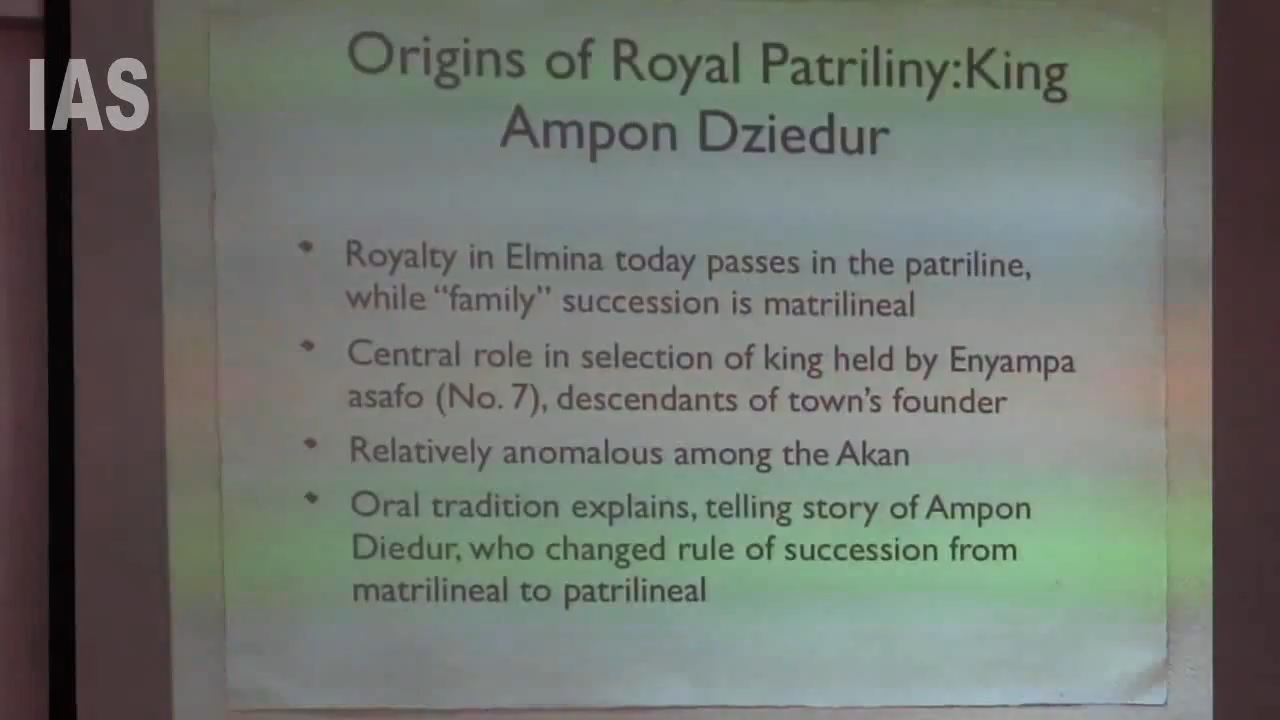 IAS
Origins of Royal Patriliny:King
Ampon Dziedur
• Royalty in Elmina today passes in the patriline,
while “family” succession is matrilineal
• Central role in selection of king held by Enyampa
asafo (No. 7), descendants of town’s founder
• Relatively anomalous among the Akan
• Oral tradition explains, telling story of Ampon
Diedur, who changed rule of succession from
matrilineal to patrilineal